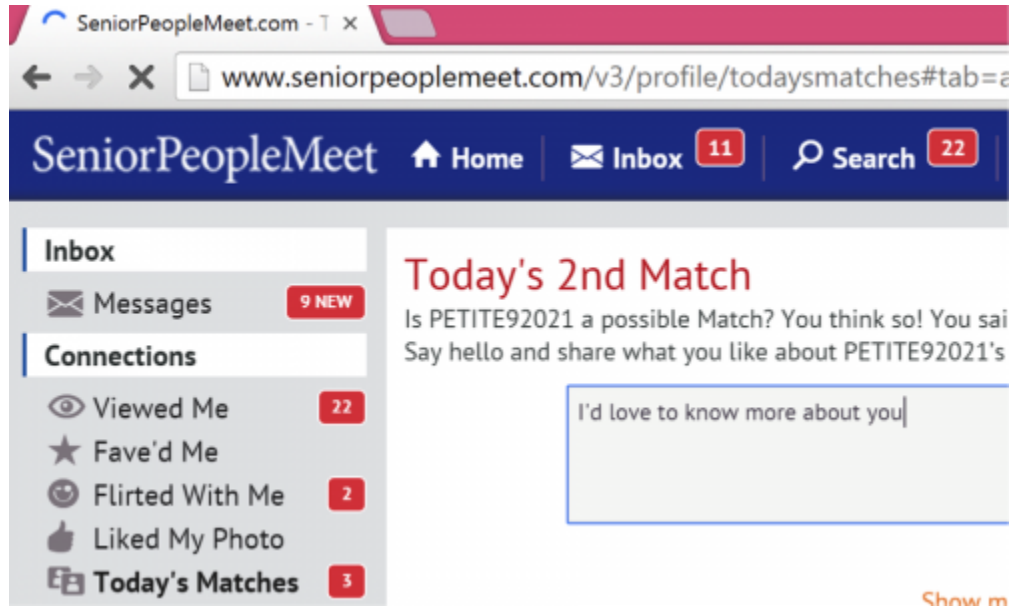 SeniorPeopleMeet.com - T
www.seniorpeoplemeet.com/v3/profile/todaysmatches#tab=a
SeniorPeopleMeet Home Inbox 11 Search 22
Inbox
Messages 9 NEW
Connections
Viewed Me 22
Fave'd Me
Flirted With Me 2
Liked My Photo
Today's Matches 3
Today's 2nd Match
Is PETITE92021 a possible Match? You think so! You sai
Say hello and share what you like about PETITE92021's
I'd love to know more about you
Show m